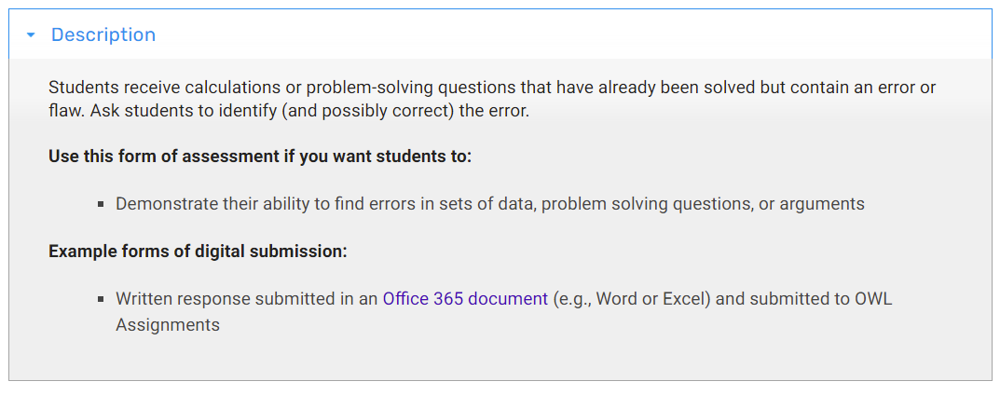 Description
Students receive calculations or problem-solving questions that have already been solved but contain an error or
flaw. Ask students to identify (and possibly correct) the error.
Use this form of assessment if you want students to:
Demonstrate their ability to find errors in sets of data, problem solving questions, or arguments
Example forms of digital submission:
Written response submitted in an Office 365 document (e.g., Word or Excel) and submitted to OWL
Assignments